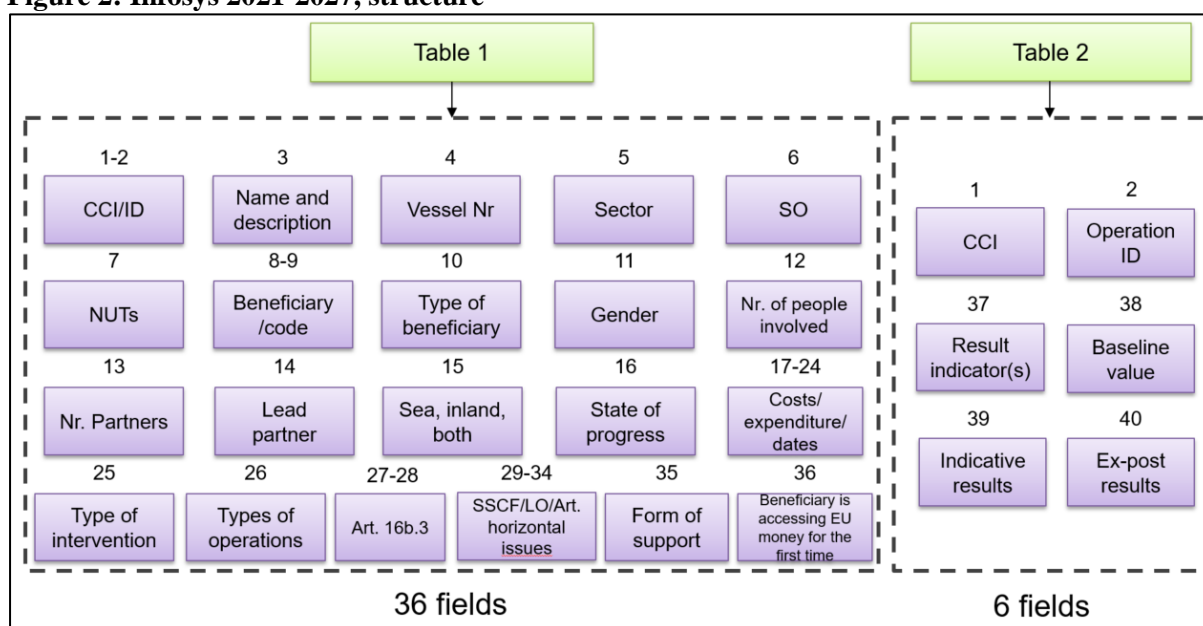 Figure 2: Infosys 2021-2027, structure
Table 1
Table 2
1-2
3
4
5
6
CCI/ID
Name and
description
Vessel Nr
Sector
SO
7
8-9
10
11
12
NUTs
Beneficiary
/code
Type of
beneficiary
Gender
Nr. of people
involved
13
14
15
16
17-24
Nr. Partners
Lead
partner
Sea, inland,
both
State of
progress
Costs/
expenditure/
dates
25
26
27-28
29-34
35
36
Type of
intervention
Types of
operations
Art. 16b.3
SSCF/LO/Art.
horizontal
issues
Form of
support
Beneficiary is
accessing EU
money for the
first time
36 fields
1
2
CCI
Operation
ID
37
38
Result
indicator(s)
Baseline
value
39
40
Indicative
results
Ex-post
results
6 fields